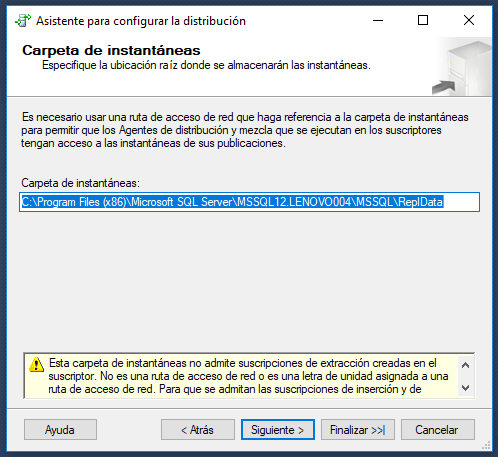 Asistente para configurar la distribución
Carpeta de instantáneas
Especifique la ubicación raíz donde se almacenarán las instantáneas.
Es necesario usar una ruta de acceso de red que haga referencia a la carpeta de instantáneas
para permitir que los Agentes de distribución y mezcla que se ejecutan en los suscriptores
tengan acceso a las instantáneas de sus publicaciones.
Carpeta de instantáneas:
C:\Program Files (x86)\Microsoft SQL Server\MSSQL12.LENOVO004\MSSQL\ReplData
Esta carpeta de instantáneas no admite suscripciones de extracción creadas en el
suscriptor. No es una ruta de acceso de red o es una letra de unidad asignada a una
ruta de acceso de red. Para que se admitan las suscripciones de inserción y de
Ayuda
< Atrás
Siguiente >
Finalizar >>|
Cancelar